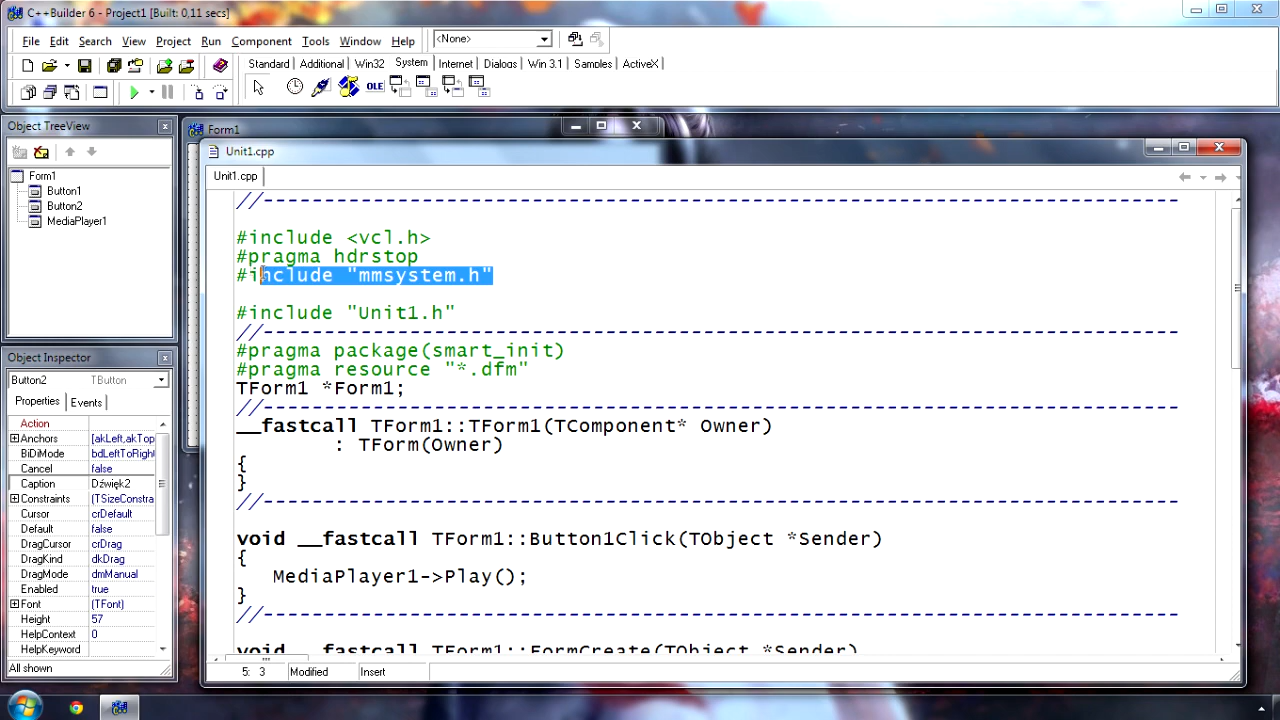 C++Builder 6 - Project1 [Built: 0,11 secs]
File Edit Search View Project Run Component Tools Window Help <None>
Standard Additional Win32 System Internet Dialogs Win 3.1 Samples ActiveX
OLE
Object TreeView
Form1
Button1
Button2
MediaPlayer1
Object Inspector
Button2 TButton
Properties Events
Action
Anchors [akLeft,akTop
BiDiMode bdLeftToRight
Cancel false
Caption Dźwięk2
Constraints (TSizeConstra
Cursor crDefault
Default false
DragCursor crDrag
DragKind dkDrag
DragMode dmManual
Enabled true
Font (TFont)
Height 57
HelpContext 0
HelpKeyword
All shown
Form1
Unit1.cpp
Unit1.cpp
//---------------------------------------------------------------------------
#include <vcl.h>
#pragma hdrstop
#include "mmsystem.h"
#include "Unit1.h"
//---------------------------------------------------------------------------
#pragma package(smart_init)
#pragma resource "*.dfm"
TForm1 *Form1;
//---------------------------------------------------------------------------
__fastcall TForm1::TForm1(TComponent* Owner)
: TForm(Owner)
{
}
//---------------------------------------------------------------------------
void __fastcall TForm1::Button1Click(TObject *Sender)
{
MediaPlayer1->Play();
}
//---------------------------------------------------------------------------
void __fastcall TForm1::FormCreate(TObject *Sender)
5: 3 Modified Insert